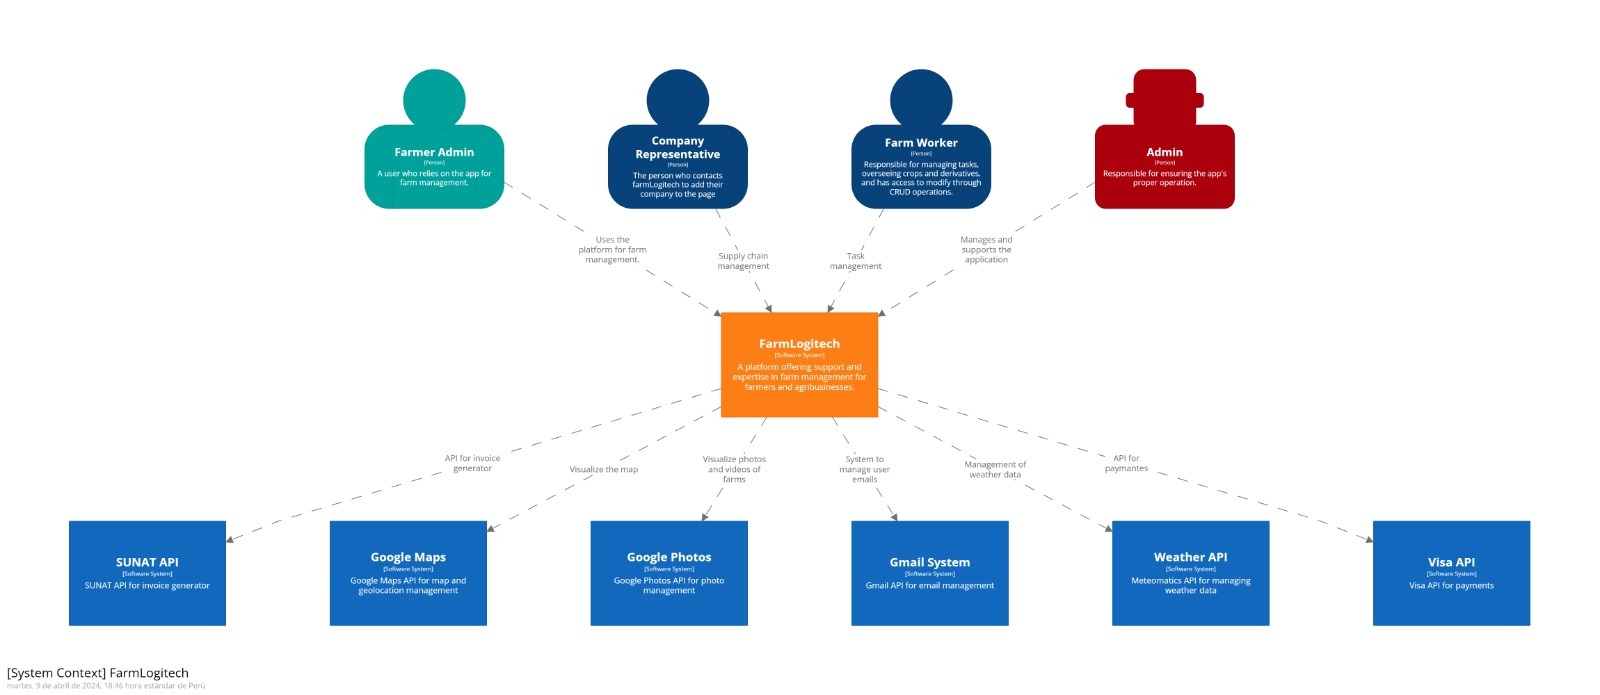 Farmer Admin
[Person]
A user who relies on the app for
farm management.
Company
Representative
[Person]
The person who contacts
farmLogitech to add their
company to the page
Farm Worker
[Person]
Responsible for managing tasks,
overseeing crops and derivatives,
and has access to modify through
CRUD operations.
Admin
[Person]
Responsible for ensuring the app's
proper operation.
Uses the
platform for farm
management.
Supply chain
management
Task
management
Manages and
supports the
application
FarmLogitech
[Software System]
A platform offering support and
expertise in farm management for
farmers and agribusinesses.
API for invoice
generator
Visualize the map
Visualize photos
and videos of
farms
System to
manage user
emails
Management of
weather data
API for
paymantes
SUNAT API
[Software System]
SUNAT API for invoice generator
Google Maps
[Software System]
Google Maps API for map and
geolocation management
Google Photos
[Software System]
Google Photos API for photo
management
Gmail System
[Software System]
Gmail API for email management
Weather API
[Software System]
Meteomatics API for managing
weather data
Visa API
[Software System]
Visa API for payments
[System Context] FarmLogitech
martes, 9 de abril de 2024, 18:46 hora estándar de Perú